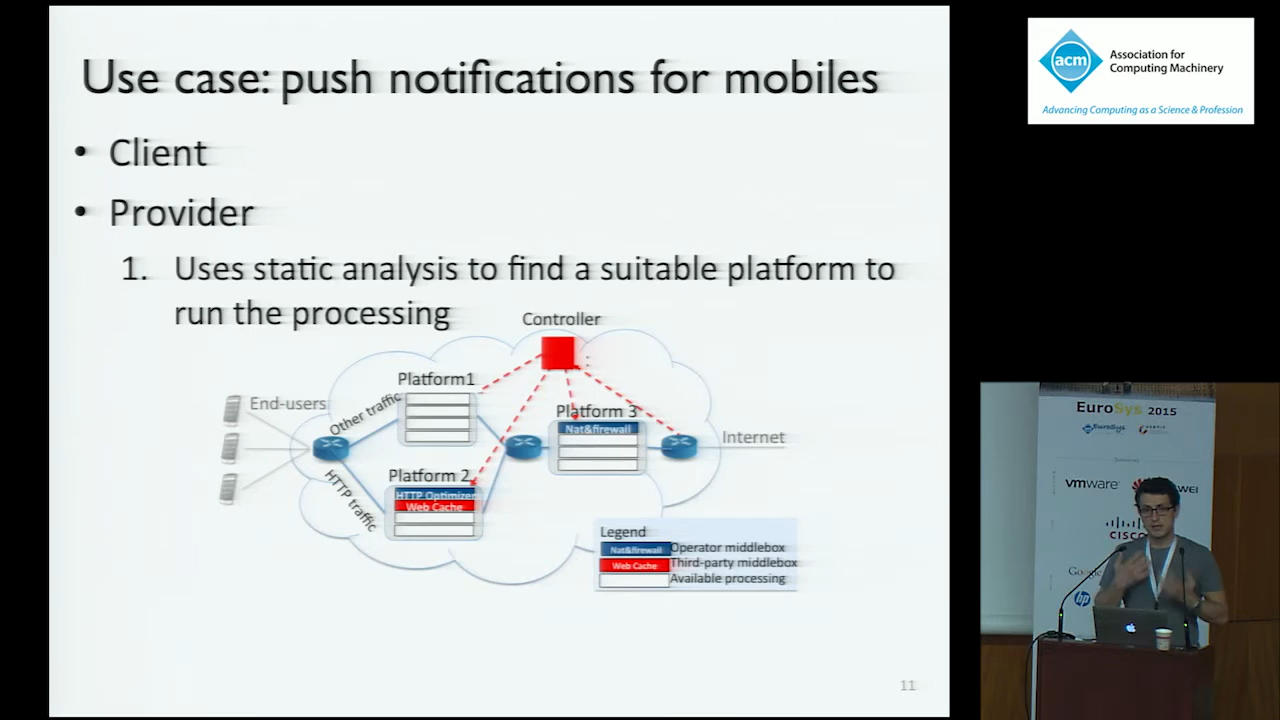 Use case: push notifications for mobiles
• Client
• Provider
1. Uses static analysis to find a suitable platform to
run the processing
Controller
Platform1
End-users
Other traffic
Platform 3
Nat&firewall
Internet
Platform 2
HTTP Optimizer
Web Cache
HTTP traffic
Legend
Nat&firewall Operator middlebox
Web Cache Third-party middlebox
Available processing
11
acm
Association for
Computing Machinery
Advancing Computing as a Science & Profession
EuroSys 2015
EuroSys
vmware
CISCO
Google
hp